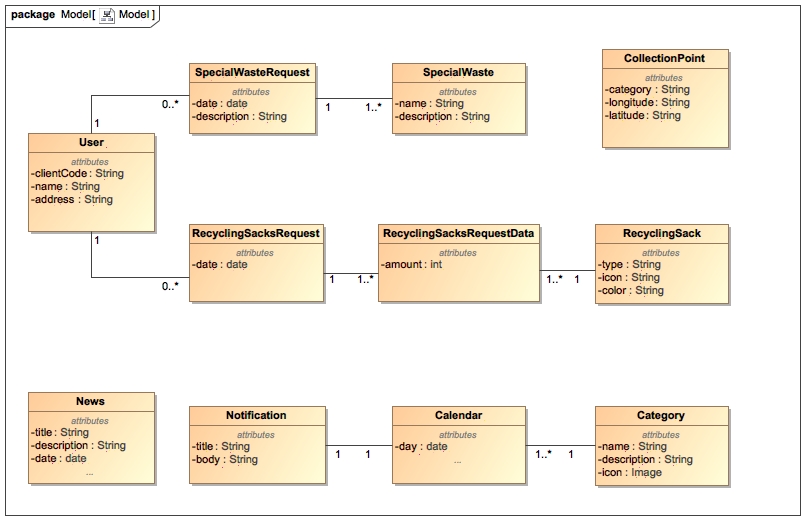 package Model[ Model ]
SpecialWasteRequest
attributes
-date : date
-description : String
SpecialWaste
attributes
-name : String
-description : String
CollectionPoint
attributes
-category : String
-longitude : String
-latitude : String
0..*
1
1
1..*
User
attributes
-clientCode : String
-name : String
-address : String
1
0..*
RecyclingSacksRequest
attributes
-date : date
1
1..*
RecyclingSacksRequestData
attributes
-amount : int
1..*
1
RecyclingSack
attributes
-type : String
-icon : String
-color : String
News
attributes
-title : String
-description : String
-date : date
...
Notification
attributes
-title : String
-body : String
1
1
Calendar
attributes
-day : date
...
1..*
1
Category
attributes
-name : String
-description : String
-icon : Image